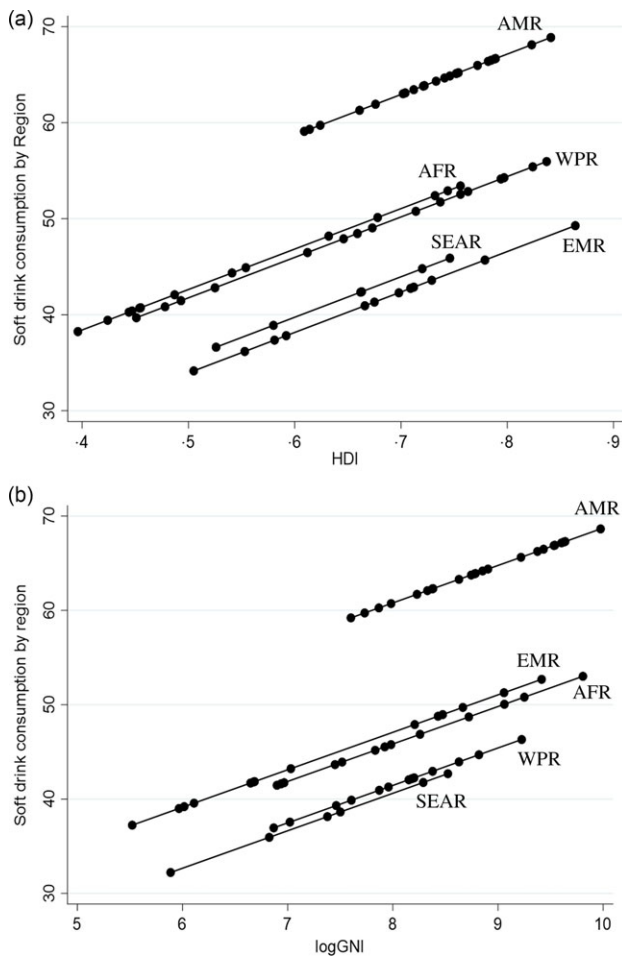 (a)
Soft drink consumption by Region
70
60
50
40
30
AMR
AFR
WPR
SEAR
EMR
·4 ·5 ·6 ·7 ·8 ·9
HDI
(b)
Soft drink consumption by region
70
60
50
40
30
AMR
EMR
AFR
WPR
SEAR
5 6 7 8 9 10
logGNI